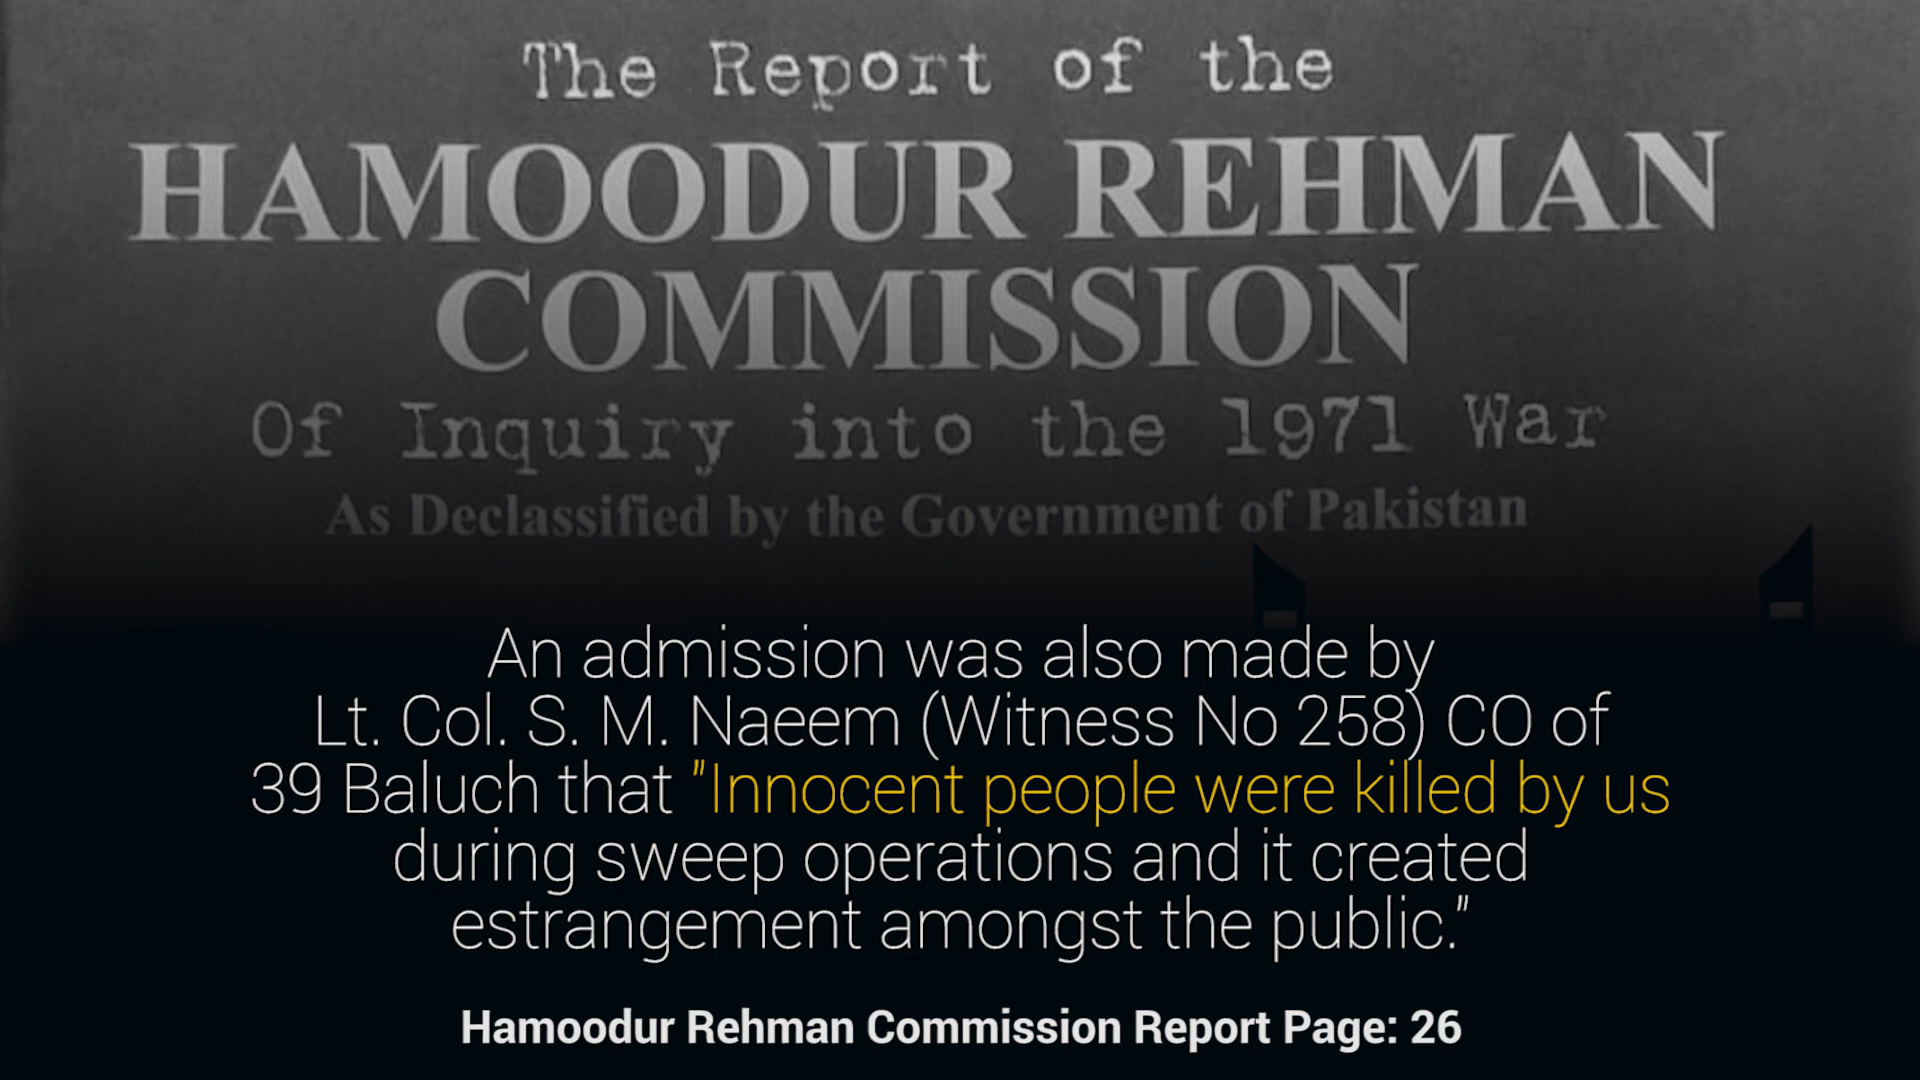 The Report of the
HAMOODUR REHMAN
COMMISSION
Of Inquiry into the 1971 War
As Declassified by the Government of Pakistan
An admission was also made by
Lt. Col. S. M. Naeem (Witness No 258) CO of
39 Baluch that "Innocent people were killed by us
during sweep operations and it created
estrangement amongst the public."
Hamoodur Rehman Commission Report Page: 26